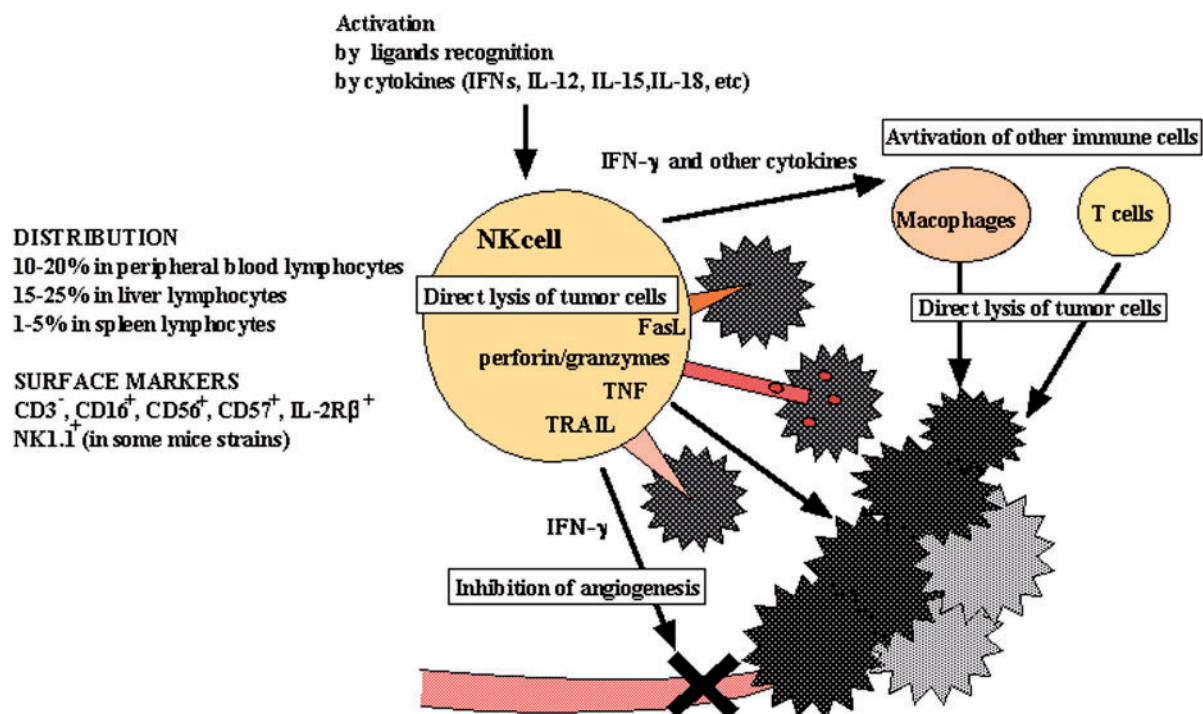 Activation
by ligands recognition
by cytokines (IFNs, IL-12, IL-15,IL-18, etc)
Avtivation of other immune cells
IFN-γ and other cytokines
Macophages
T cells
NKcell
DISTRIBUTION
10-20% in peripheral blood lymphocytes
15-25% in liver lymphocytes
1-5% in spleen lymphocytes
Direct lysis of tumor cells
Direct lysis of tumor cells
FasL
perforin/granzymes
TNF
TRAIL
SURFACE MARKERS
CD3⁻, CD16⁺, CD56⁺, CD57⁺, IL-2Rβ⁺
NK1.1⁺ (in some mice strains)
IFN-γ
Inhibition of angiogenesis